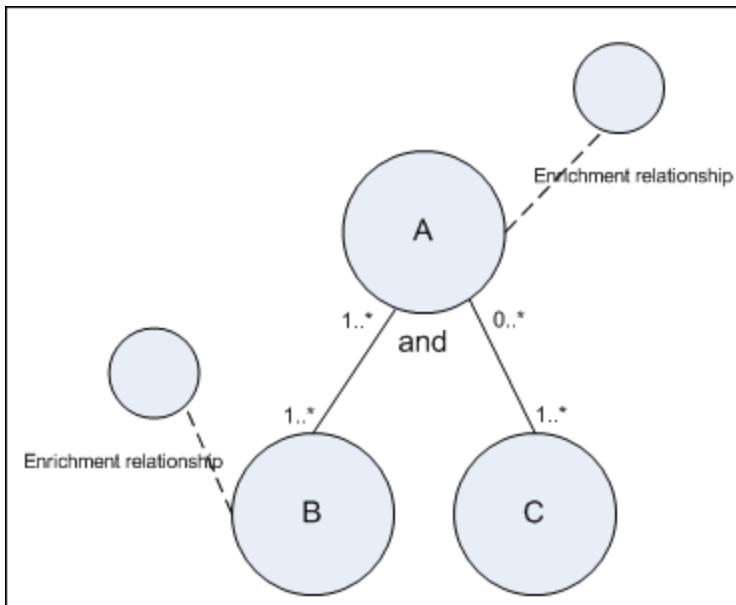 Enrichment relationship
A
1..*
0..*
and
1..*
1..*
Enrichment relationship
B
C